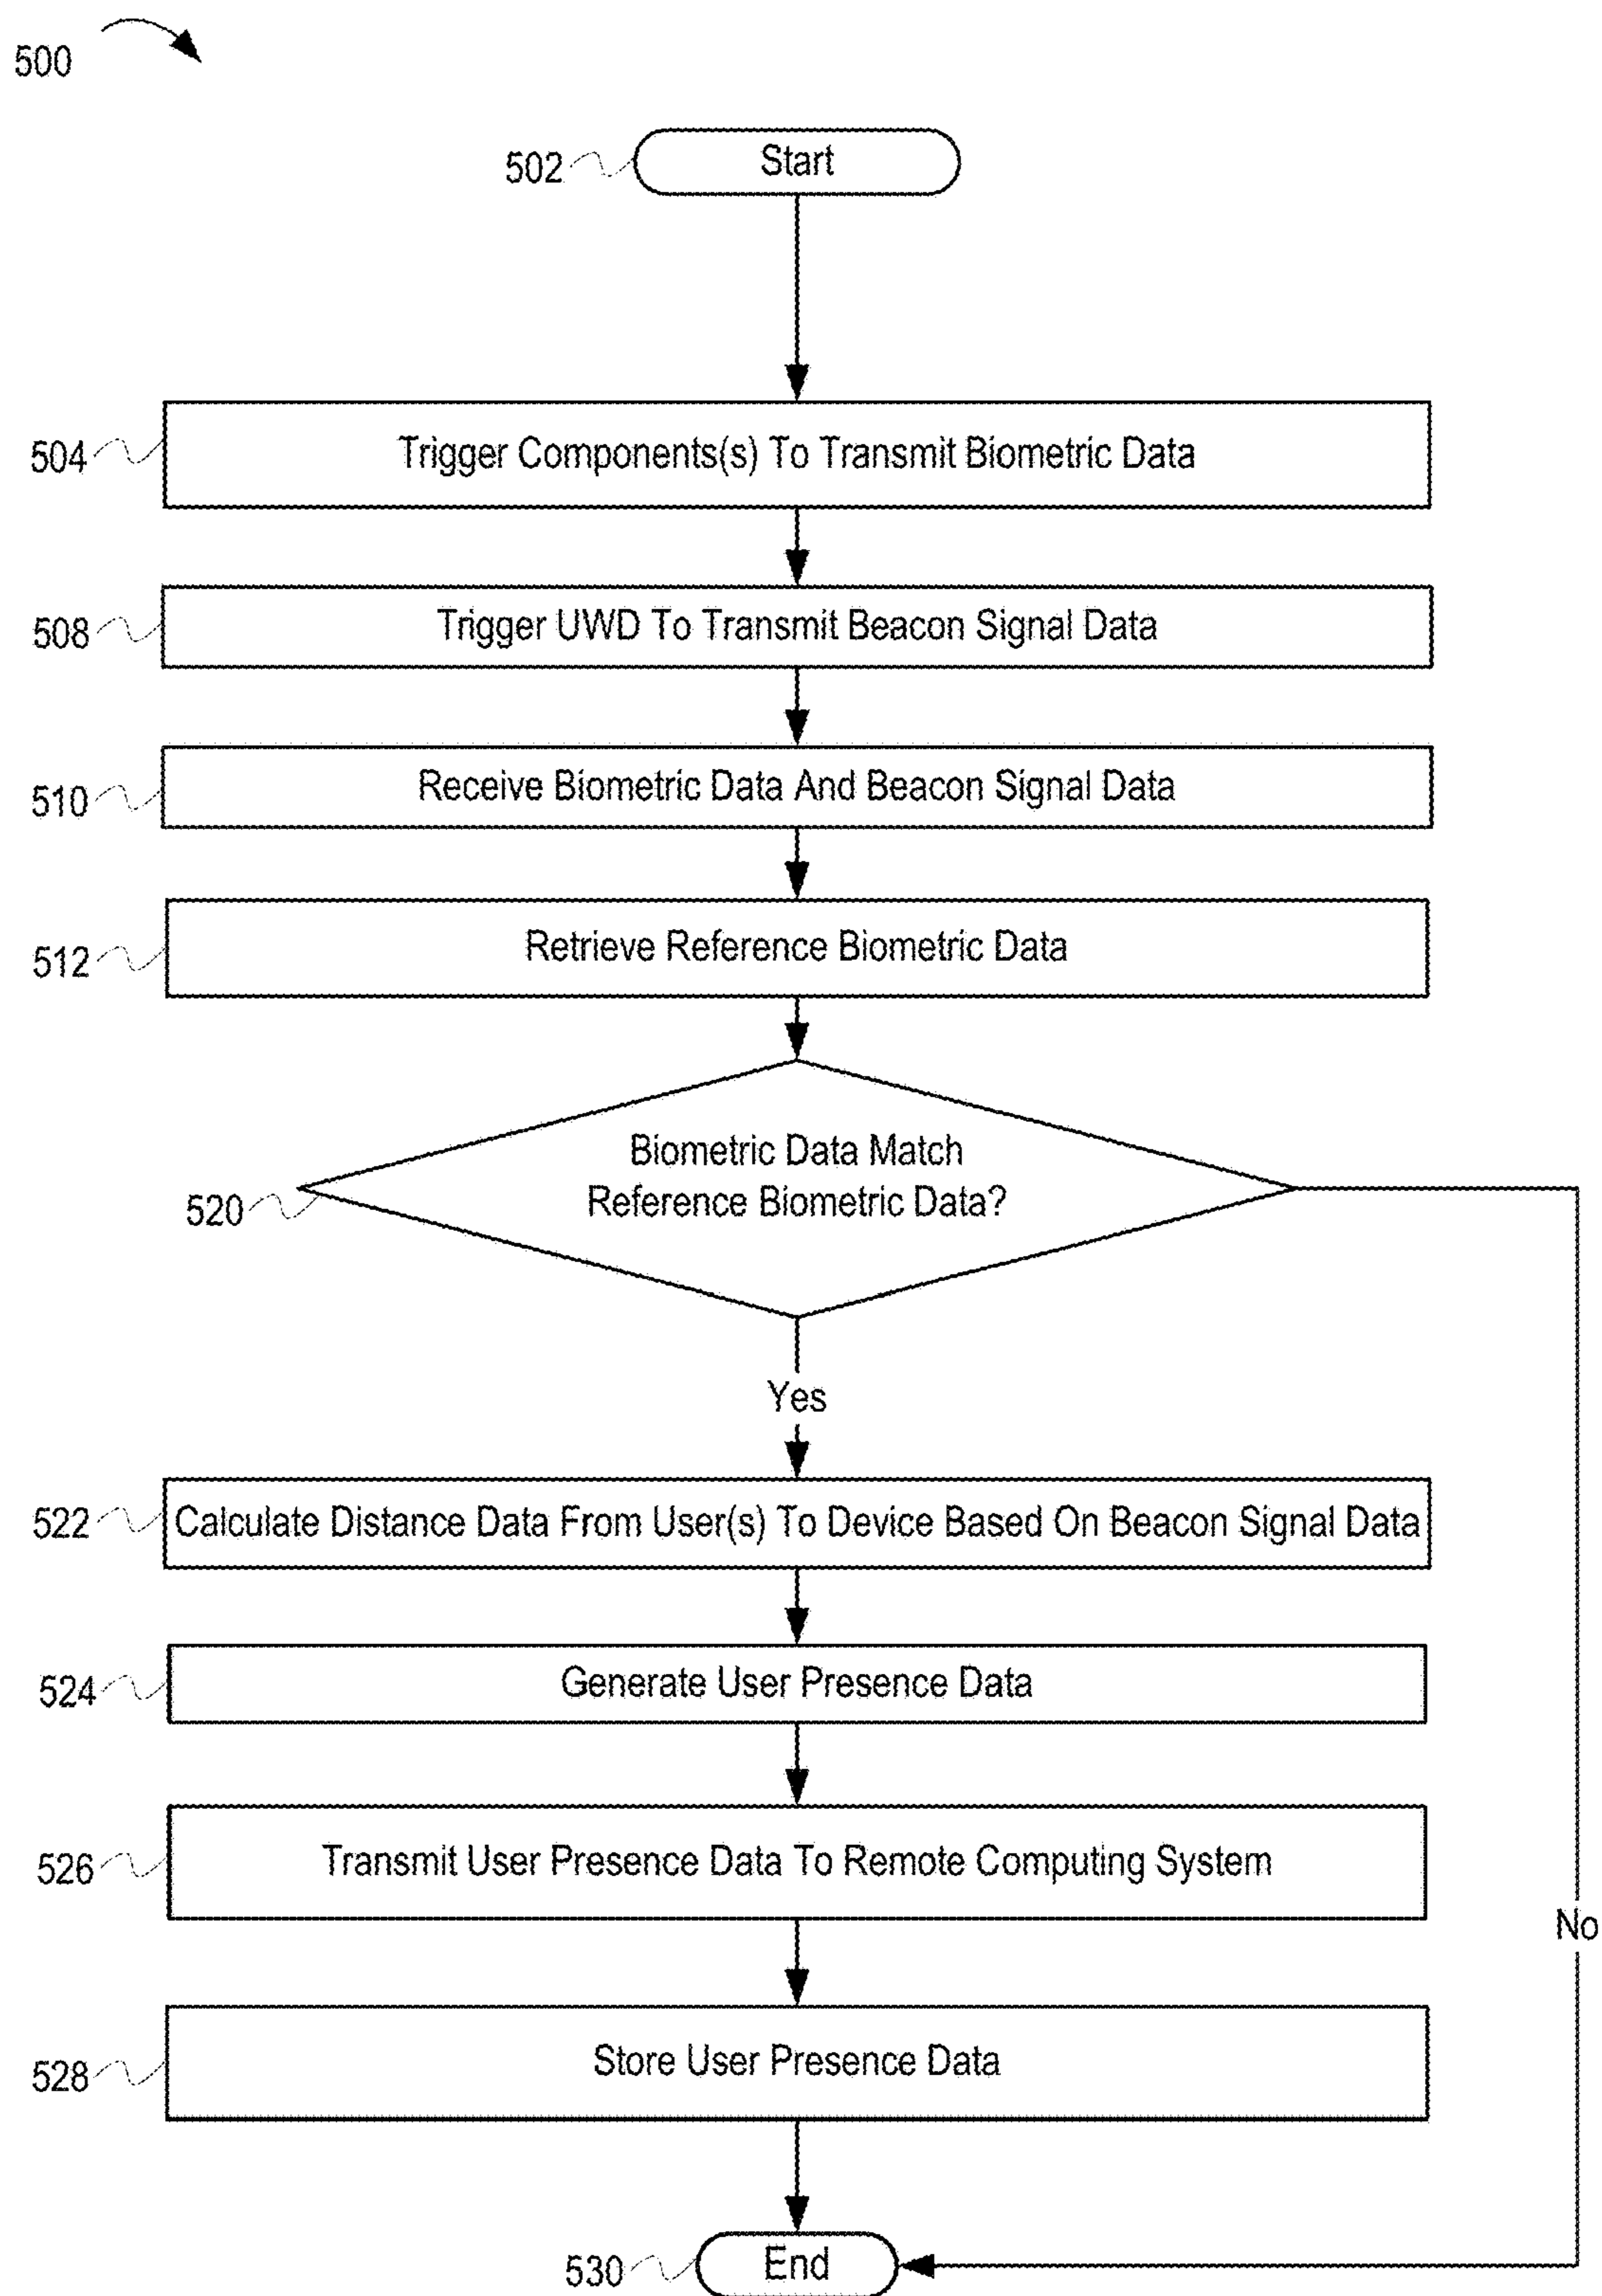 500
502
Start
504
Trigger Components(s) To Transmit Biometric Data
508
Trigger UWD To Transmit Beacon Signal Data
510
Receive Biometric Data And Beacon Signal Data
512
Retrieve Reference Biometric Data
Biometric Data Match
Reference Biometric Data?
520
Yes
522
Calculate Distance Data From User(s) To Device Based On Beacon Signal Data
524
Generate User Presence Data
526
Transmit User Presence Data To Remote Computing System
No
528
Store User Presence Data
530
End